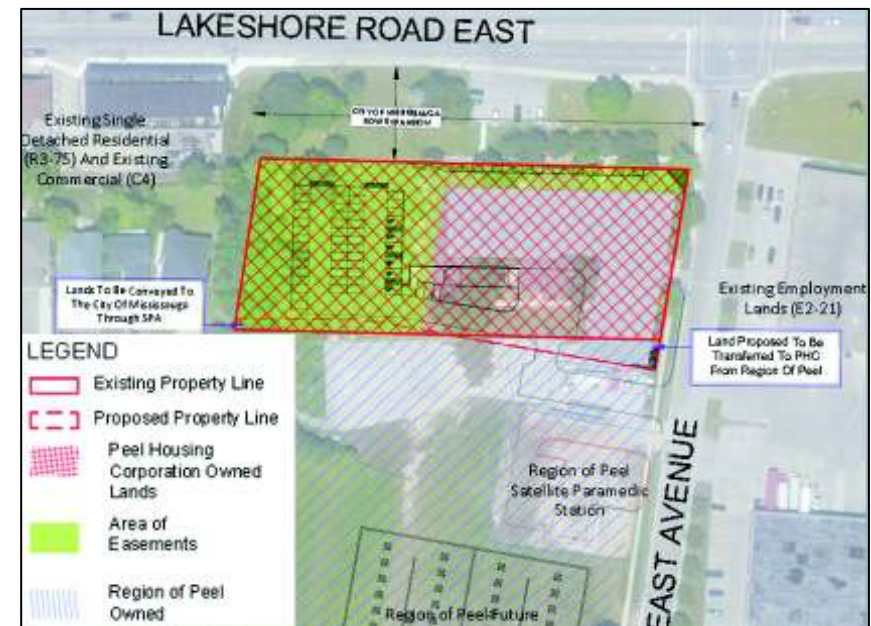 LAKESHORE ROAD EAST
CITY OF MISSISSAUGA
Existing Single
Detached Residential
(R3-75) And Existing
Commercial (C4)
Lands To Be Conveyed To
The City Of Mississauga
Through SPA
Existing Employment
Lands (E2-21)
Land Proposed To Be
Transferred To PHC
From Region Of Peel
LEGEND
Existing Property Line
Proposed Property Line
Peel Housing
Corporation Owned
Lands
Area of
Easements
Region of Peel
Owned
Region of Peel
Satellite Paramedic
Station
EAST AVENUE
Region of Peel Future